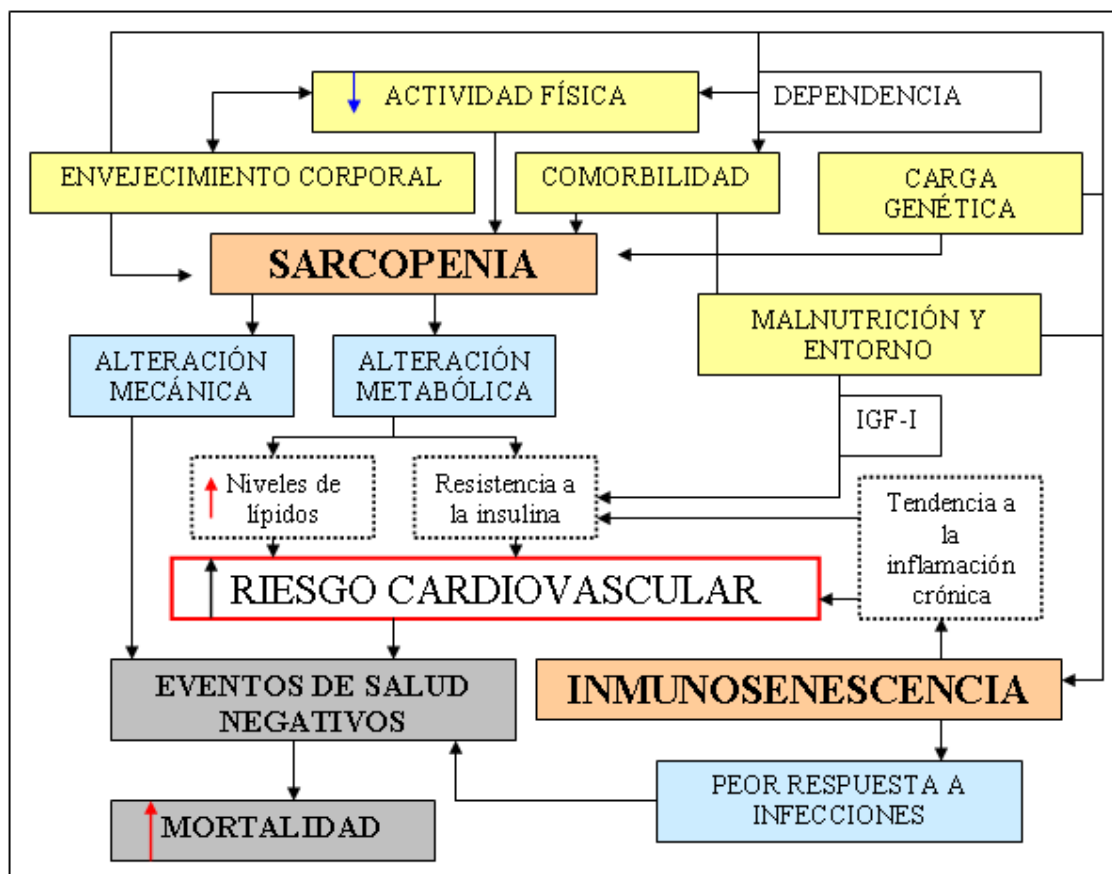 ACTIVIDAD FÍSICA
DEPENDENCIA
ENVEJECIMIENTO CORPORAL
COMORBILIDAD
CARGA
GENÉTICA
SARCOPENIA
MALNUTRICIÓN Y
ENTORNO
ALTERACIÓN
MECÁNICA
ALTERACIÓN
METABÓLICA
IGF-I
Niveles de
lípidos
Resistencia a
la insulina
Tendencia a
la
inflamación
crónica
RIESGO CARDIOVASCULAR
EVENTOS DE SALUD
NEGATIVOS
INMUNOSENESCENCIA
PEOR RESPUESTA A
INFECCIONES
MORTALIDAD